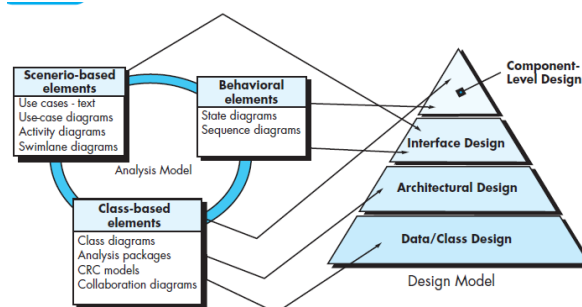 Scenerio-based
elements
Use cases - text
Use-case diagrams
Activity diagrams
Swimlane diagrams
Behavioral
elements
State diagrams
Sequence diagrams
Analysis Model
Class-based
elements
Class diagrams
Analysis packages
CRC models
Collaboration diagrams
Component-
Level Design
Interface Design
Architectural Design
Data/Class Design
Design Model